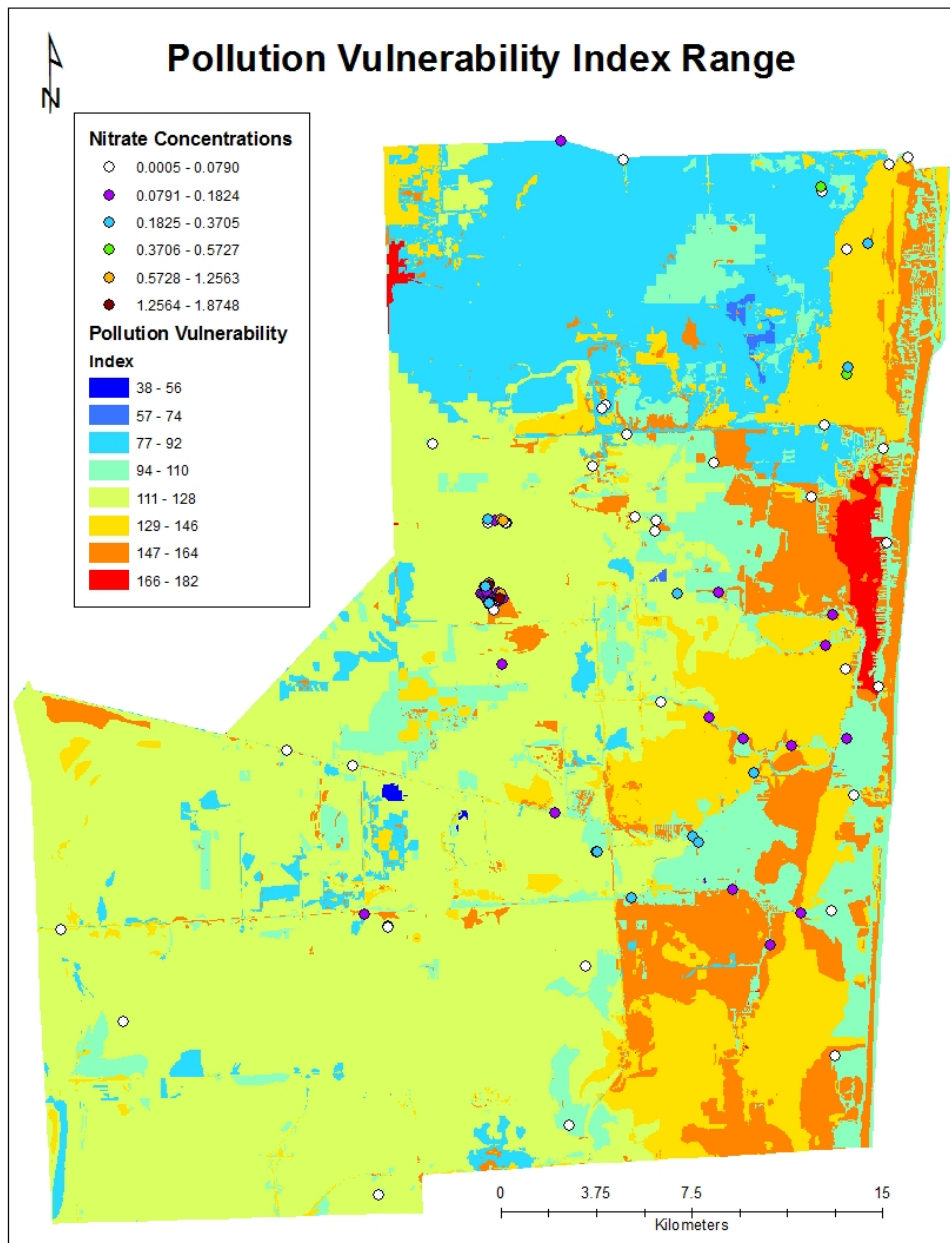 Pollution Vulnerability Index Range
N
Nitrate Concentrations
0.0005 - 0.0790
0.0791 - 0.1824
0.1825 - 0.3705
0.3706 - 0.5727
0.5728 - 1.2563
1.2564 - 1.8748
Pollution Vulnerability
Index
38 - 56
57 - 74
77 - 92
94 - 110
111 - 128
129 - 146
147 - 164
166 - 182
0 3.75 7.5 15
Kilometers